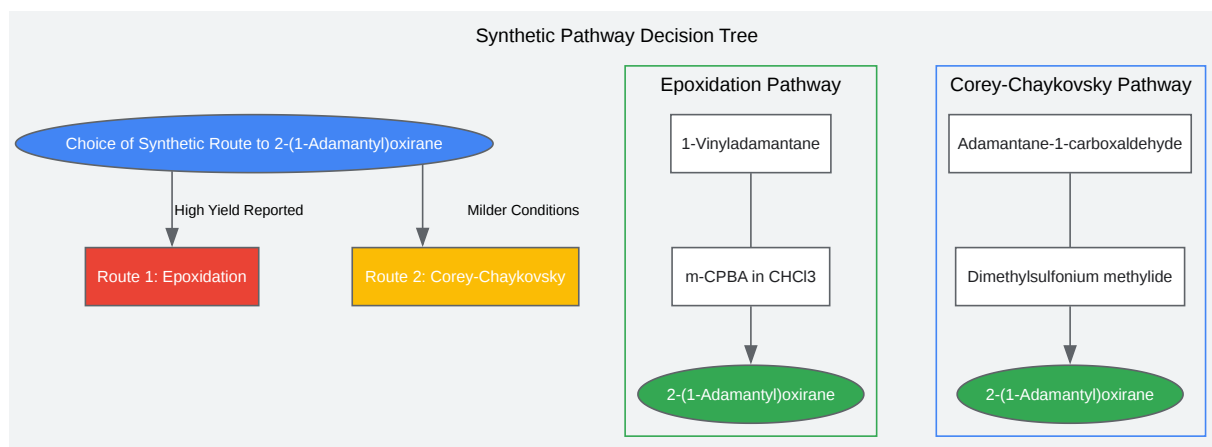 Synthetic Pathway Decision Tree
Choice of Synthetic Route to 2-(1-Adamantyl)oxirane
High Yield Reported
Milder Conditions
Route 1: Epoxidation
Route 2: Corey-Chaykovsky
Epoxidation Pathway
1-Vinyladamantane
m-CPBA in CHCl3
2-(1-Adamantyl)oxirane
Corey-Chaykovsky Pathway
Adamantane-1-carboxaldehyde
Dimethylsulfonium methylide
2-(1-Adamantyl)oxirane